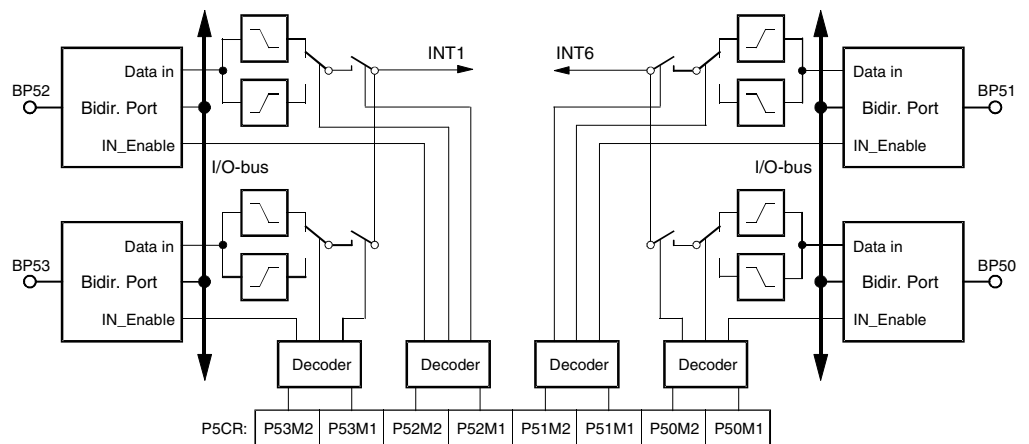 INT1 INT6
Data in Data in
BP52 Bidir. Port Bidir. Port BP51
IN_Enable IN_Enable
I/O-bus I/O-bus
Data in Data in
BP53 Bidir. Port Bidir. Port BP50
IN_Enable IN_Enable
Decoder Decoder Decoder Decoder
P5CR: P53M2 P53M1 P52M2 P52M1 P51M2 P51M1 P50M2 P50M1